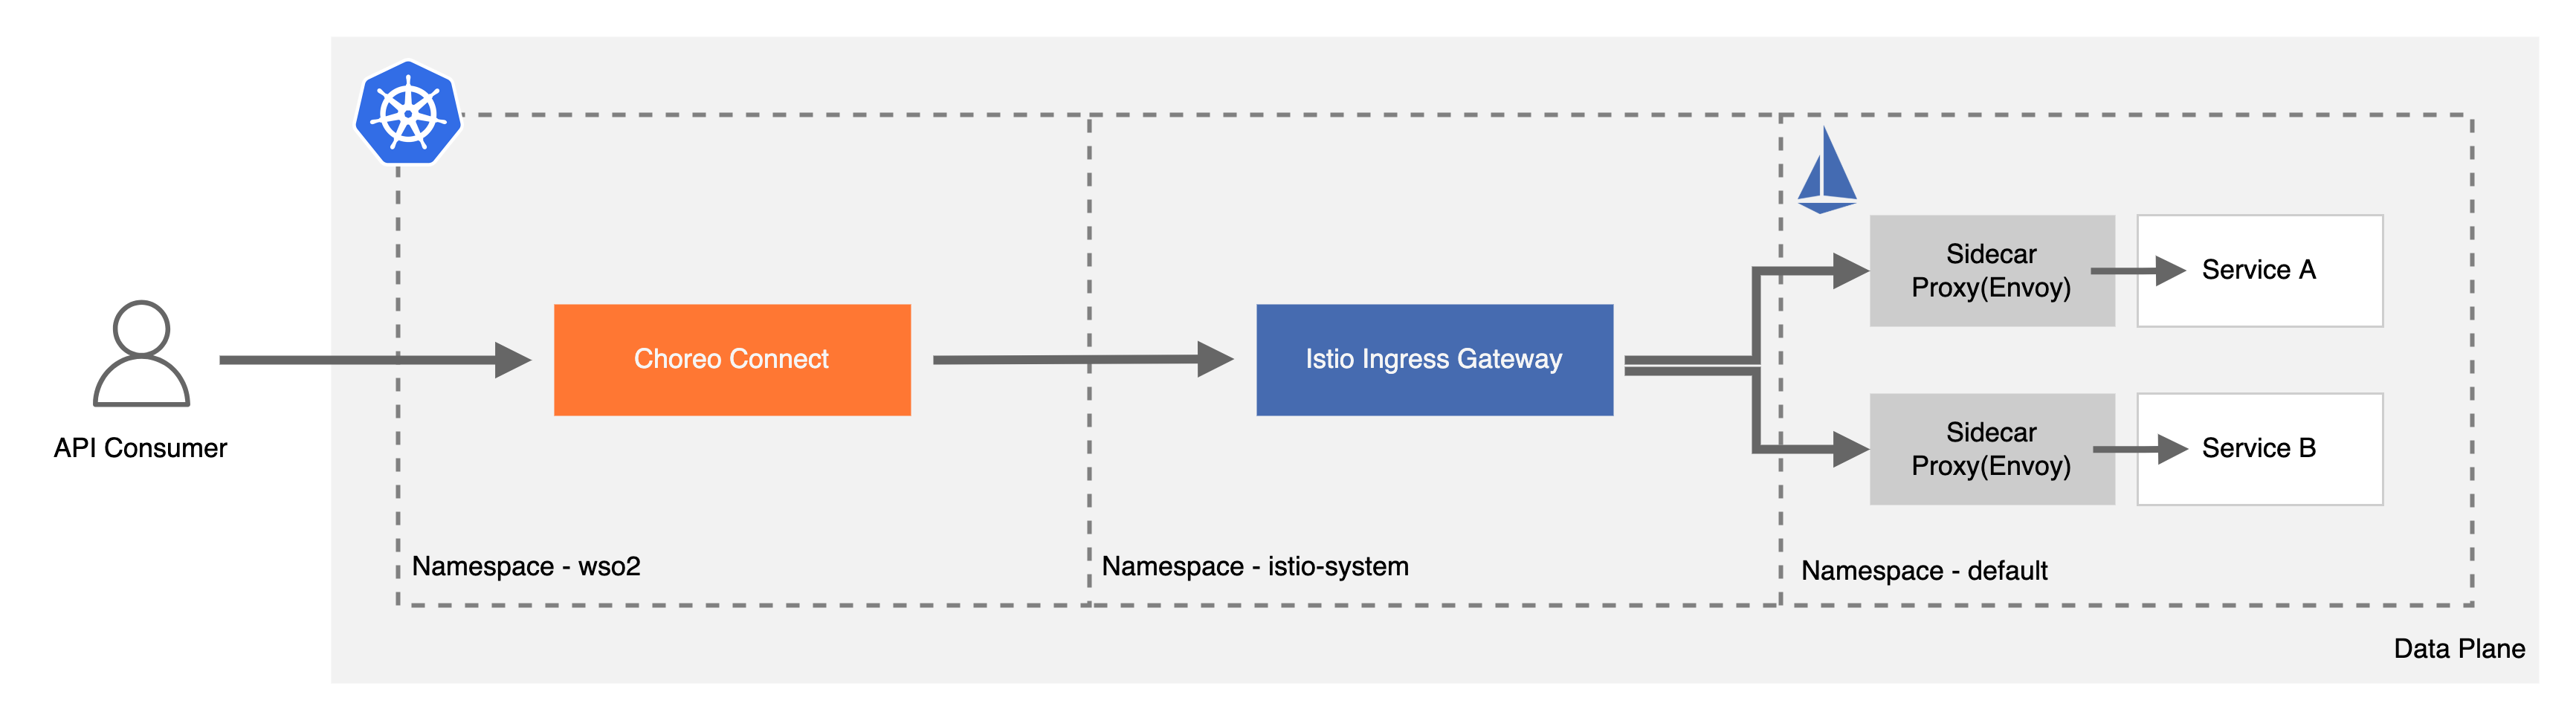 API Consumer
Choreo Connect
Namespace - wso2
Istio Ingress Gateway
Namespace - istio-system
Sidecar
Proxy(Envoy)
Service A
Sidecar
Proxy(Envoy)
Service B
Namespace - default
Data Plane